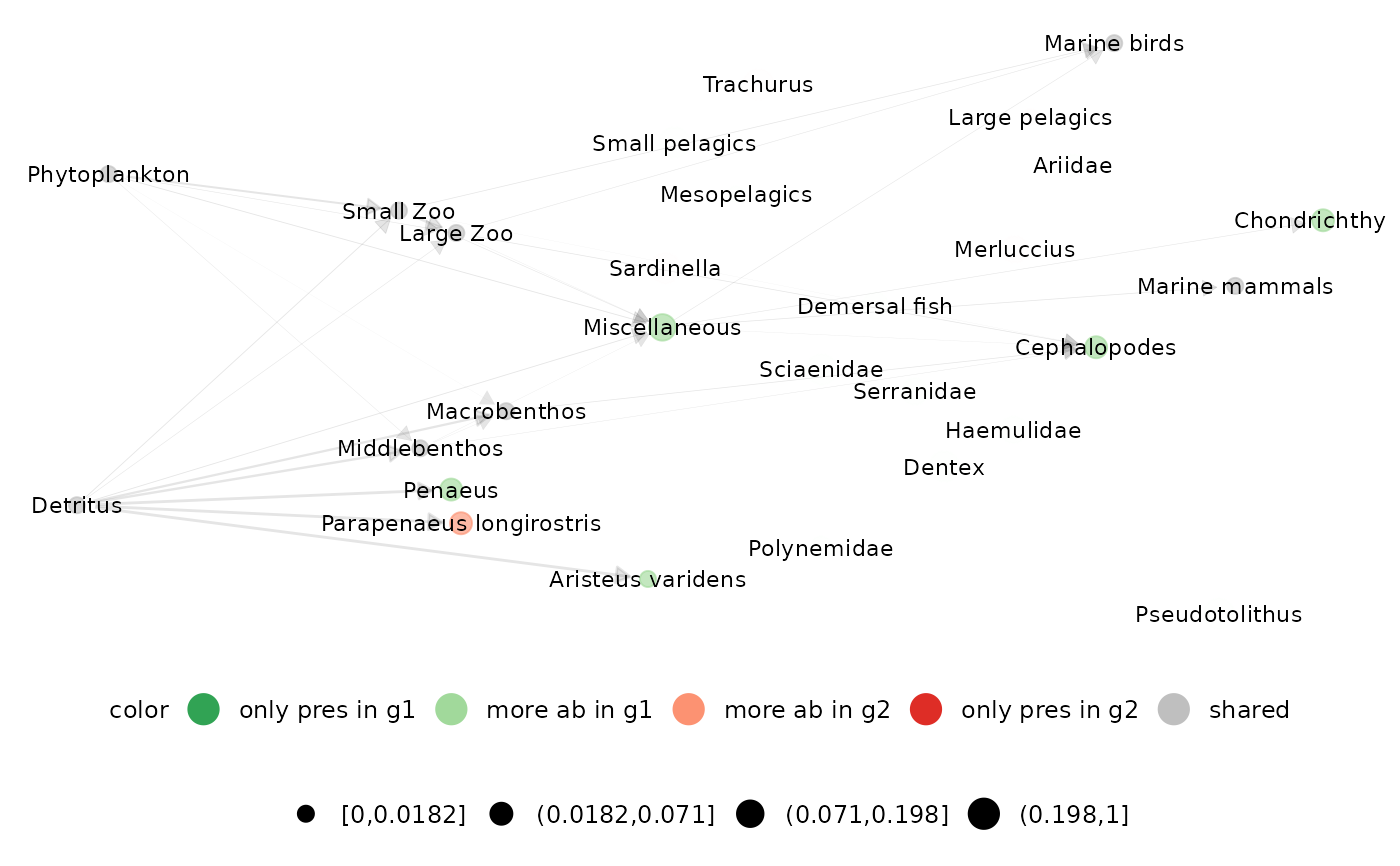 Marine birds
Trachurus
Large pelagics
Small pelagics
Ariidae
Phytoplankton
Mesopelagics
Small Zoo
Chondrichthy
Large Zoo
Merluccius
Sardinella
Marine mammals
Demersal fish
Miscellaneous
Cephalopodes
Sciaenidae
Serranidae
Macrobenthos
Haemulidae
Middlebenthos
Dentex
Penaeus
Detritus
Parapenaeus longirostris
Polynemidae
Aristeus varidens
Pseudotolithus
color only pres in g1 more ab in g1 more ab in g2 only pres in g2 shared
[0,0.0182] (0.0182,0.071] (0.071,0.198] (0.198,1]